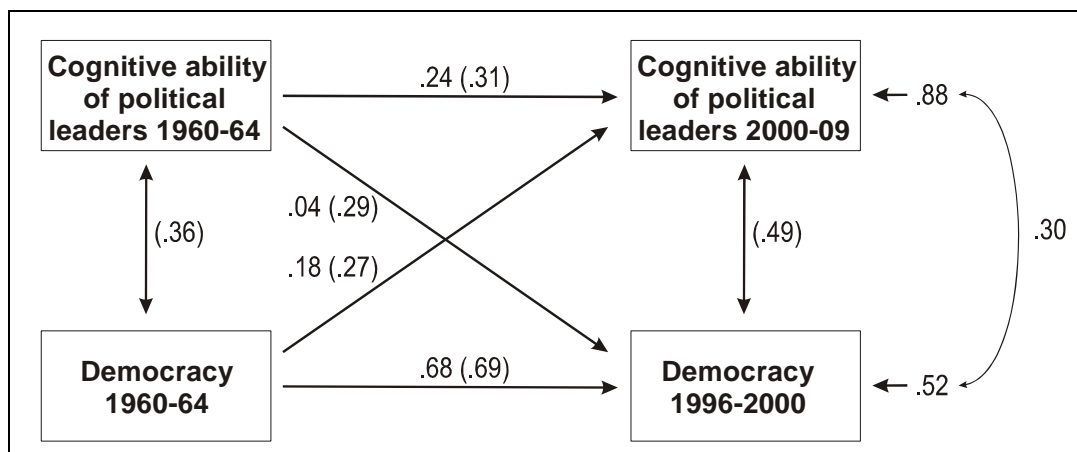 Cognitive ability
of political
leaders 1960-64
.24 (.31)
Cognitive ability
of political
leaders 2000-09
.88
.04 (.29)
(.36)
(.49)
.30
.18 (.27)
Democracy
1960-64
.68 (.69)
Democracy
1996-2000
.52